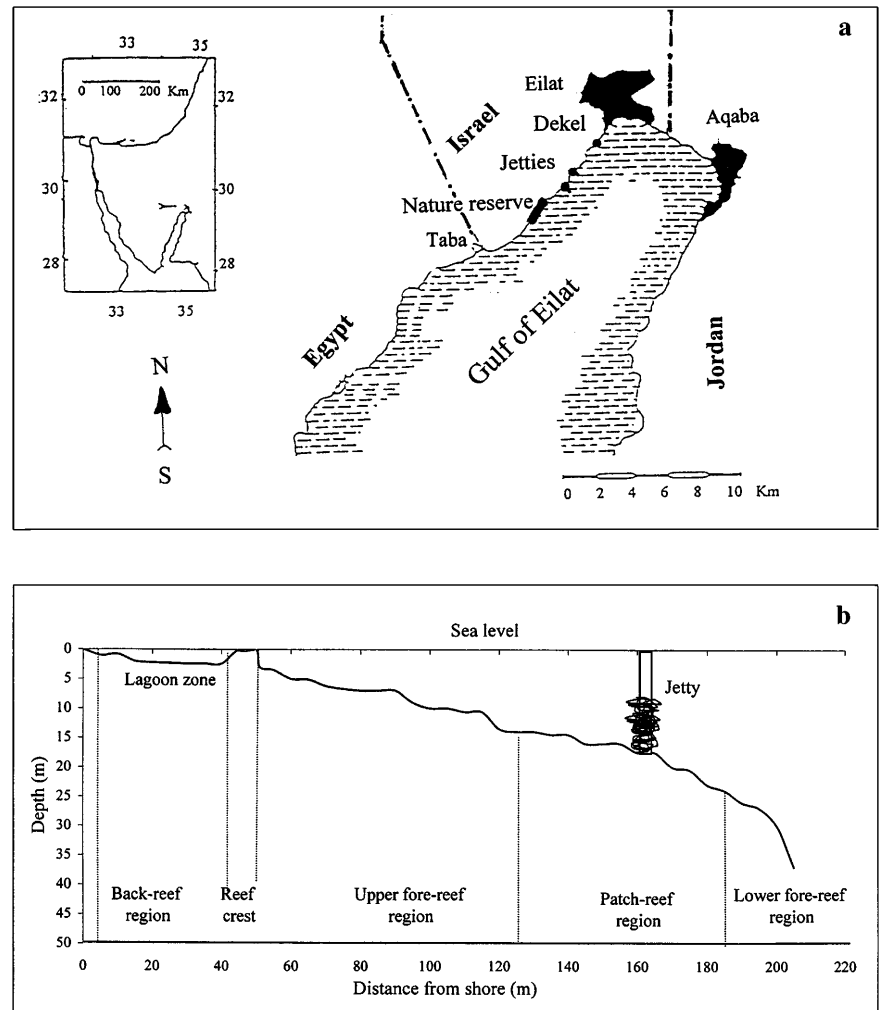 a
33 35
0 100 200 Km
32 32
30 30
28 28
33 35
N
S
Eilat
Dekel
Aqaba
Israel
Jetties
Nature reserve
Taba
Egypt
Gulf of Eilat
Jordan
0 2 4 6 8 10 Km
b
Sea level
Lagoon zone
Jetty
Depth (m)
0
5
10
15
20
25
30
35
40
45
50
Back-reef
region
Reef
crest
Upper fore-reef
region
Patch-reef
region
Lower fore-reef
region
0 20 40 60 80 100 120 140 160 180 200 220
Distance from shore (m)